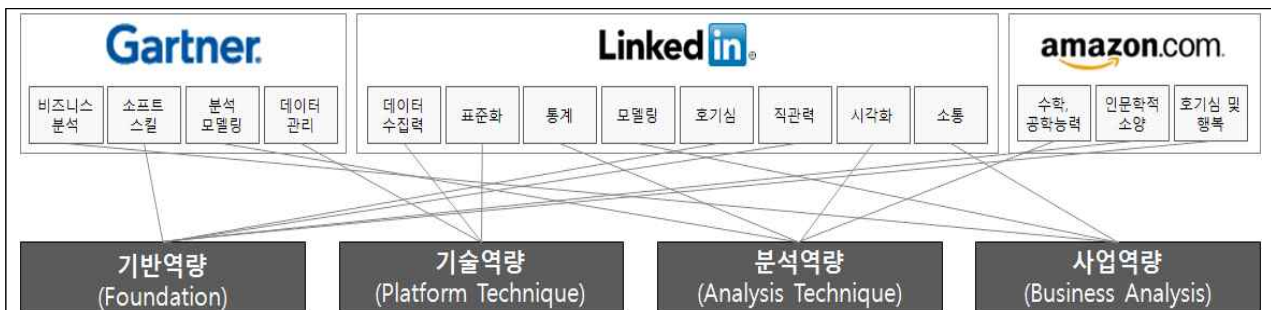 Gartner.
비즈니스
분석
소프트
스킬
분석
모델링
데이터
관리
Linked in®
데이터
수집력
표준화
통계
모델링
호기심
직관력
시각화
소통
amazon.com.
수학,
공학능력
인문학적
소양
호기심 및
행복
기반역량
(Foundation)
기술역량
(Platform Technique)
분석역량
(Analysis Technique)
사업역량
(Business Analysis)